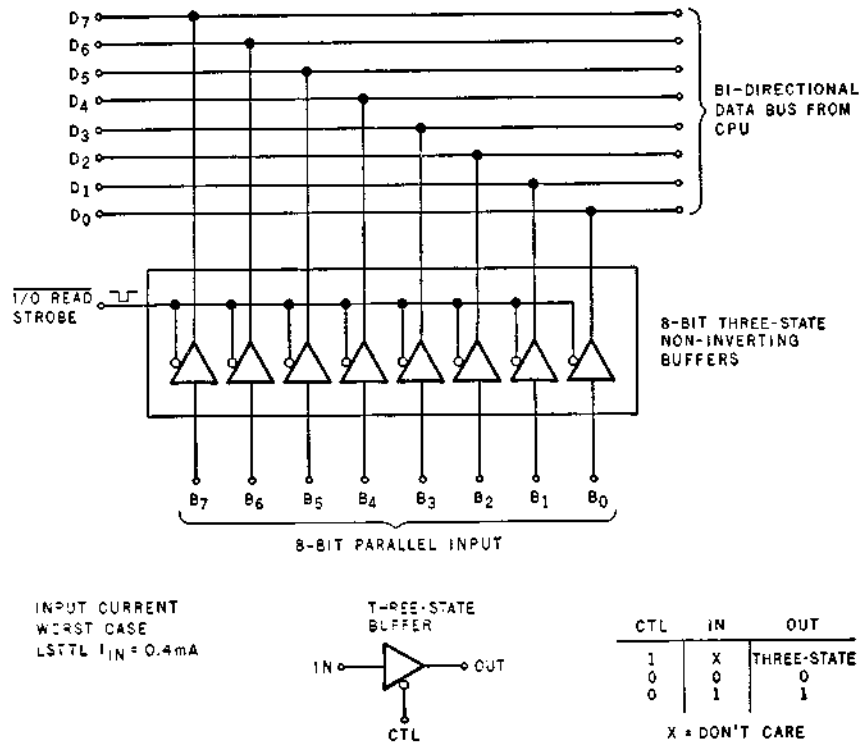 D7
D6
D5
D4
D3
D2
D1
D0
BI-DIRECTIONAL
DATA BUS FROM
CPU
I/O READ
STROBE
8-BIT THREE-STATE
NON-INVERTING
BUFFERS
B7 B6 B5 B4 B3 B2 B1 B0
8-BIT PARALLEL INPUT
INPUT CURRENT
WORST CASE
LSTTL IIN = 0.4mA
THREE-STATE
BUFFER
IN OUT
CTL
CTL IN OUT
1 X THREE-STATE
0 0 0
0 1 1
X = DON'T CARE